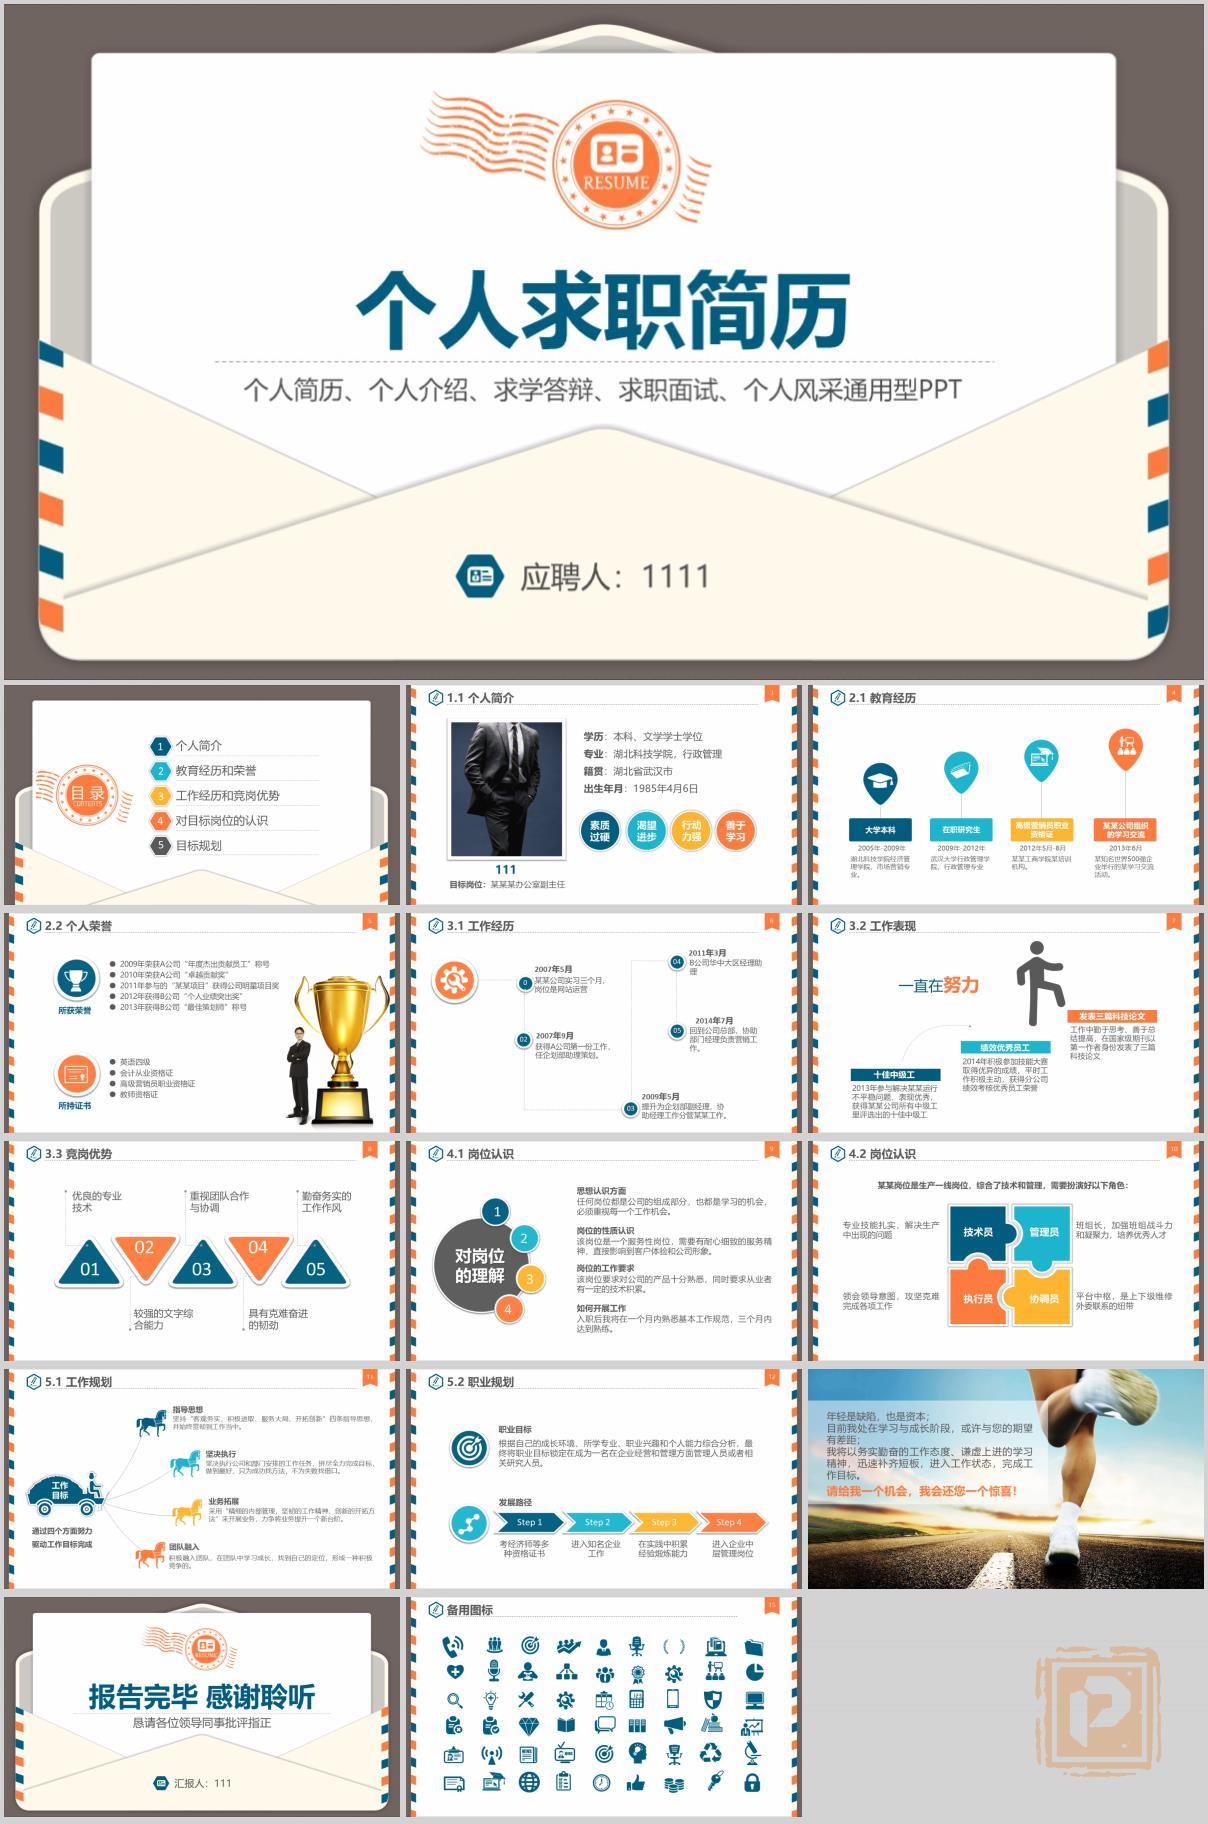 RESUME
个人求职简历
个人简历、个人介绍、求学答辩、求职面试、个人风采通用型PPT
应聘人：1111
目录
CONTENTS
1 个人简介
2 教育经历和荣誉
3 工作经历和竞岗优势
4 对目标岗位的认识
5 目标规划
1.1 个人简介
3
学历：本科、文学学士学位
专业：湖北科技学院，行政管理
籍贯：湖北省武汉市
出生年月：1985年4月6日
素质
过硬
渴望
进步
行动
力强
善于
学习
111
目标岗位：某某某办公室副主任
2.1 教育经历
4
大学本科
2005年-2009年
湖北科技学院经济管
理学院，市场营销专
业。
在职研究生
2009年-2012年
武汉大学行政管理学
院，行政管理专业
高级营销员职业
资格证
2012年5月-8月
某某工商学院某培训
机构。
某某公司组织
的学习交流
2013年6月
某知名世界500强企
业举行的某学习交流
活动。
2.2 个人荣誉
5
所获荣誉
2009年荣获A公司“年度杰出贡献员工”称号
2010年荣获A公司“卓越贡献奖”
2011年参与的“某某项目”获得公司明星项目奖
2012年获得B公司“个人业绩突出奖”
2013年获得B公司“最佳策划师”称号
所持证书
英语四级
会计从业资格证
高级营销员职业资格证
教师资格证
3.1 工作经历
6
0
2007年5月
某某公司实习三个月，
岗位是网站运营
02
2007年9月
获得A公司第一份工作，
任企划部助理策划。
03
2009年5月
提升为企划部副经理，协
助经理工作分管某某工作。
04
2011年3月
B公司华中大区经理助
理
05
2014年7月
回到公司总部，协助
部门经理负责营销工
作。
3.2 工作表现
7
一直在努力
十佳中级工
2013年参与解决某某运行
不平稳问题，表现优秀，
获得某某公司所有中级工
里评选出的十佳中级工
绩效优秀员工
2014年积极参加技能大赛
取得优异的成绩，平时工
作积极主动，获得分公司
绩效考核优秀员工荣誉
发表三篇科技论文
工作中勤于思考、善于总
结提高，在国家级期刊以
第一作者身份发表了三篇
科技论文
3.3 竞岗优势
8
优良的专业
技术
重视团队合作
与协调
勤奋务实的
工作作风
01
02
03
04
05
较强的文字综
合能力
具有克难奋进
的韧劲
4.1 岗位认识
9
对岗位
的理解
1
2
3
4
思想认识方面
任何岗位都是公司的组成部分，也都是学习的机会，
必须重视每一个工作机会。
岗位的性质认识
该岗位是一个服务性岗位，需要有耐心细致的服务精
神，直接影响到客户体验和公司形象。
岗位的工作要求
该岗位要求对公司的产品十分熟悉，同时要求从业者
有一定的技术积累。
如何开展工作
入职后我将在一个月内熟悉基本工作规范，三个月内
达到熟练。
4.2 岗位认识
10
某某岗位是生产一线岗位，综合了技术和管理，需要扮演好以下角色：
专业技能扎实，解决生产
中出现的问题
技术员
管理员
班组长，加强班组战斗力
和凝聚力，培养优秀人才
领会领导意图，攻坚克难
完成各项工作
执行员
协调员
平台中枢，是上下级维修
外委联系的纽带
5.1 工作规划
11
工作
目标
通过四个方面努力
驱动工作目标完成
指导思想
坚持“客观务实、积极进取、服务大局、开拓创新”四条指导思想，
并始终贯彻到工作当中。
坚决执行
坚决执行公司和部门安排的工作任务，拼尽全力完成目标，
做到最好，只为成功找方法，不为失败找借口。
业务拓展
团队融入
积极融入团队，在团队中学习成长，找到自己的定位，形成一种积极
竞争的。
5.2 职业规划
12
职业目标
根据自己的成长环境、所学专业、职业兴趣和个人能力综合分析，最
终将职业目标锁定在成为一名在企业经营和管理方面管理人员或者相
关研究人员。
发展路径
Step 1
Step 2
Step 3
Step 4
考经济师等多
种资格证书
进入知名企业
工作
在实践中积累
经验煅炼能力
进入企业中
层管理岗位
年轻是缺陷，也是资本；
目前我处在学习与成长阶段，或许与您的期望
有差距；
我将以务实勤奋的工作态度、谦虚上进的学习
精神，迅速补齐短板，进入工作状态，完成工
作目标。
请给我一个机会，我会还您一个惊喜！
RESUME
报告完毕 感谢聆听
恳请各位领导同事批评指正
汇报人：111
备用图标
15